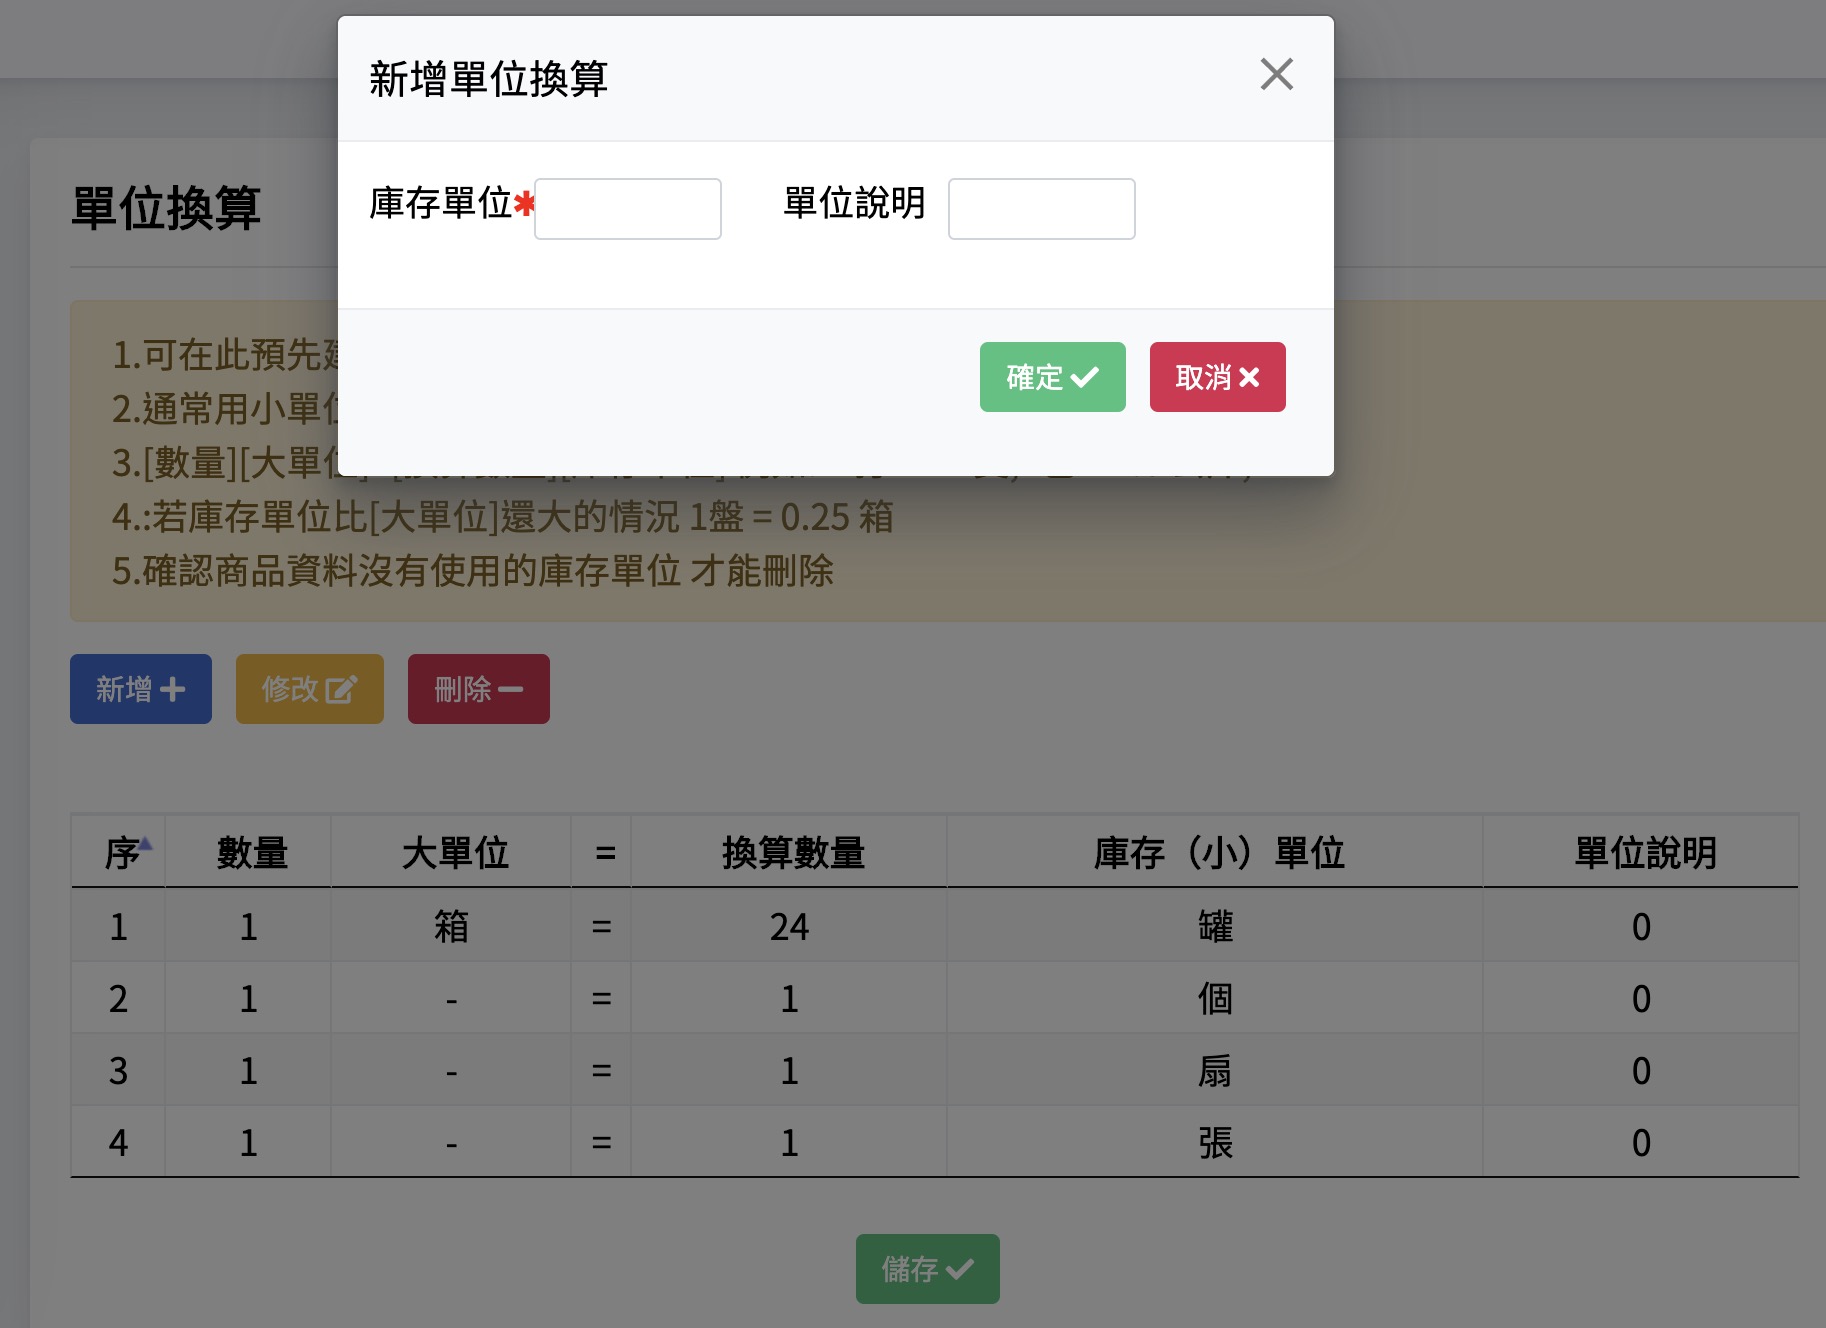 新增單位換算
庫存單位* 單位說明
確定 取消
單位換算
1.可在此預先
2.通常用小單
3.[數量][大單
4.:若庫存單位比[大單位]還大的情況 1盤 = 0.25 箱
5.確認商品資料沒有使用的庫存單位 才能刪除
新增 修改 刪除
序 數量 大單位 = 換算數量 庫存（小）單位 單位說明
1 1 箱 = 24 罐 0
2 1 - = 1 個 0
3 1 - = 1 扇 0
4 1 - = 1 張 0
儲存